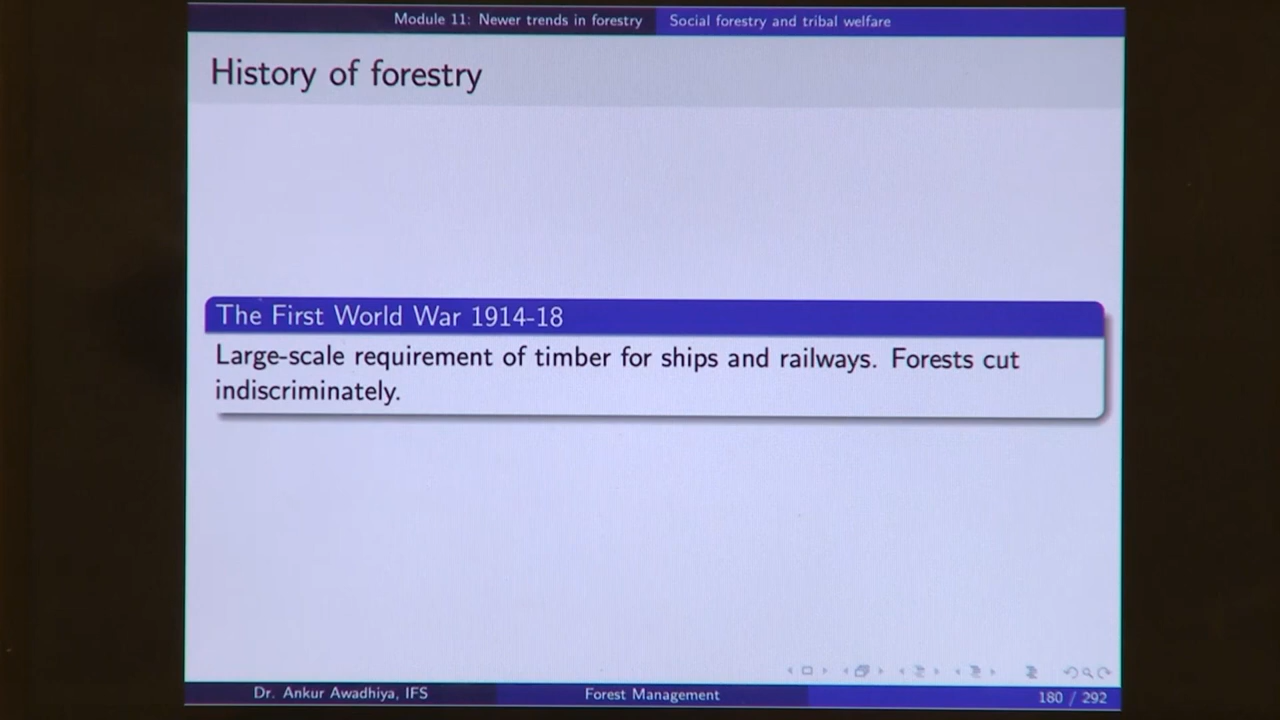 Module 11: Newer trends in forestry Social forestry and tribal welfare
History of forestry
The First World War 1914-18
Large-scale requirement of timber for ships and railways. Forests cut
indiscriminately.
Dr. Ankur Awadhiya, IFS Forest Management 180 / 292